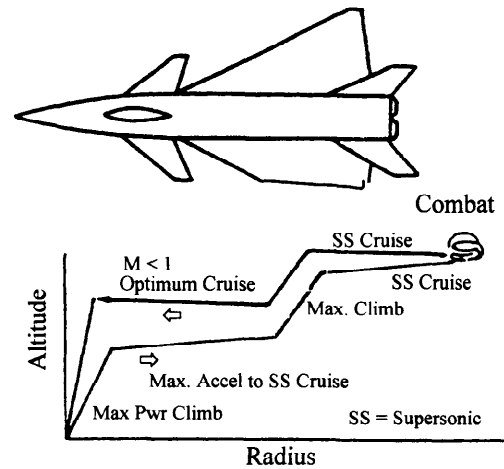 Combat
SS Cruise
M < 1
Optimum Cruise
SS Cruise
Max. Climb
Altitude
Max. Accel to SS Cruise
Max Pwr Climb
SS = Supersonic
Radius